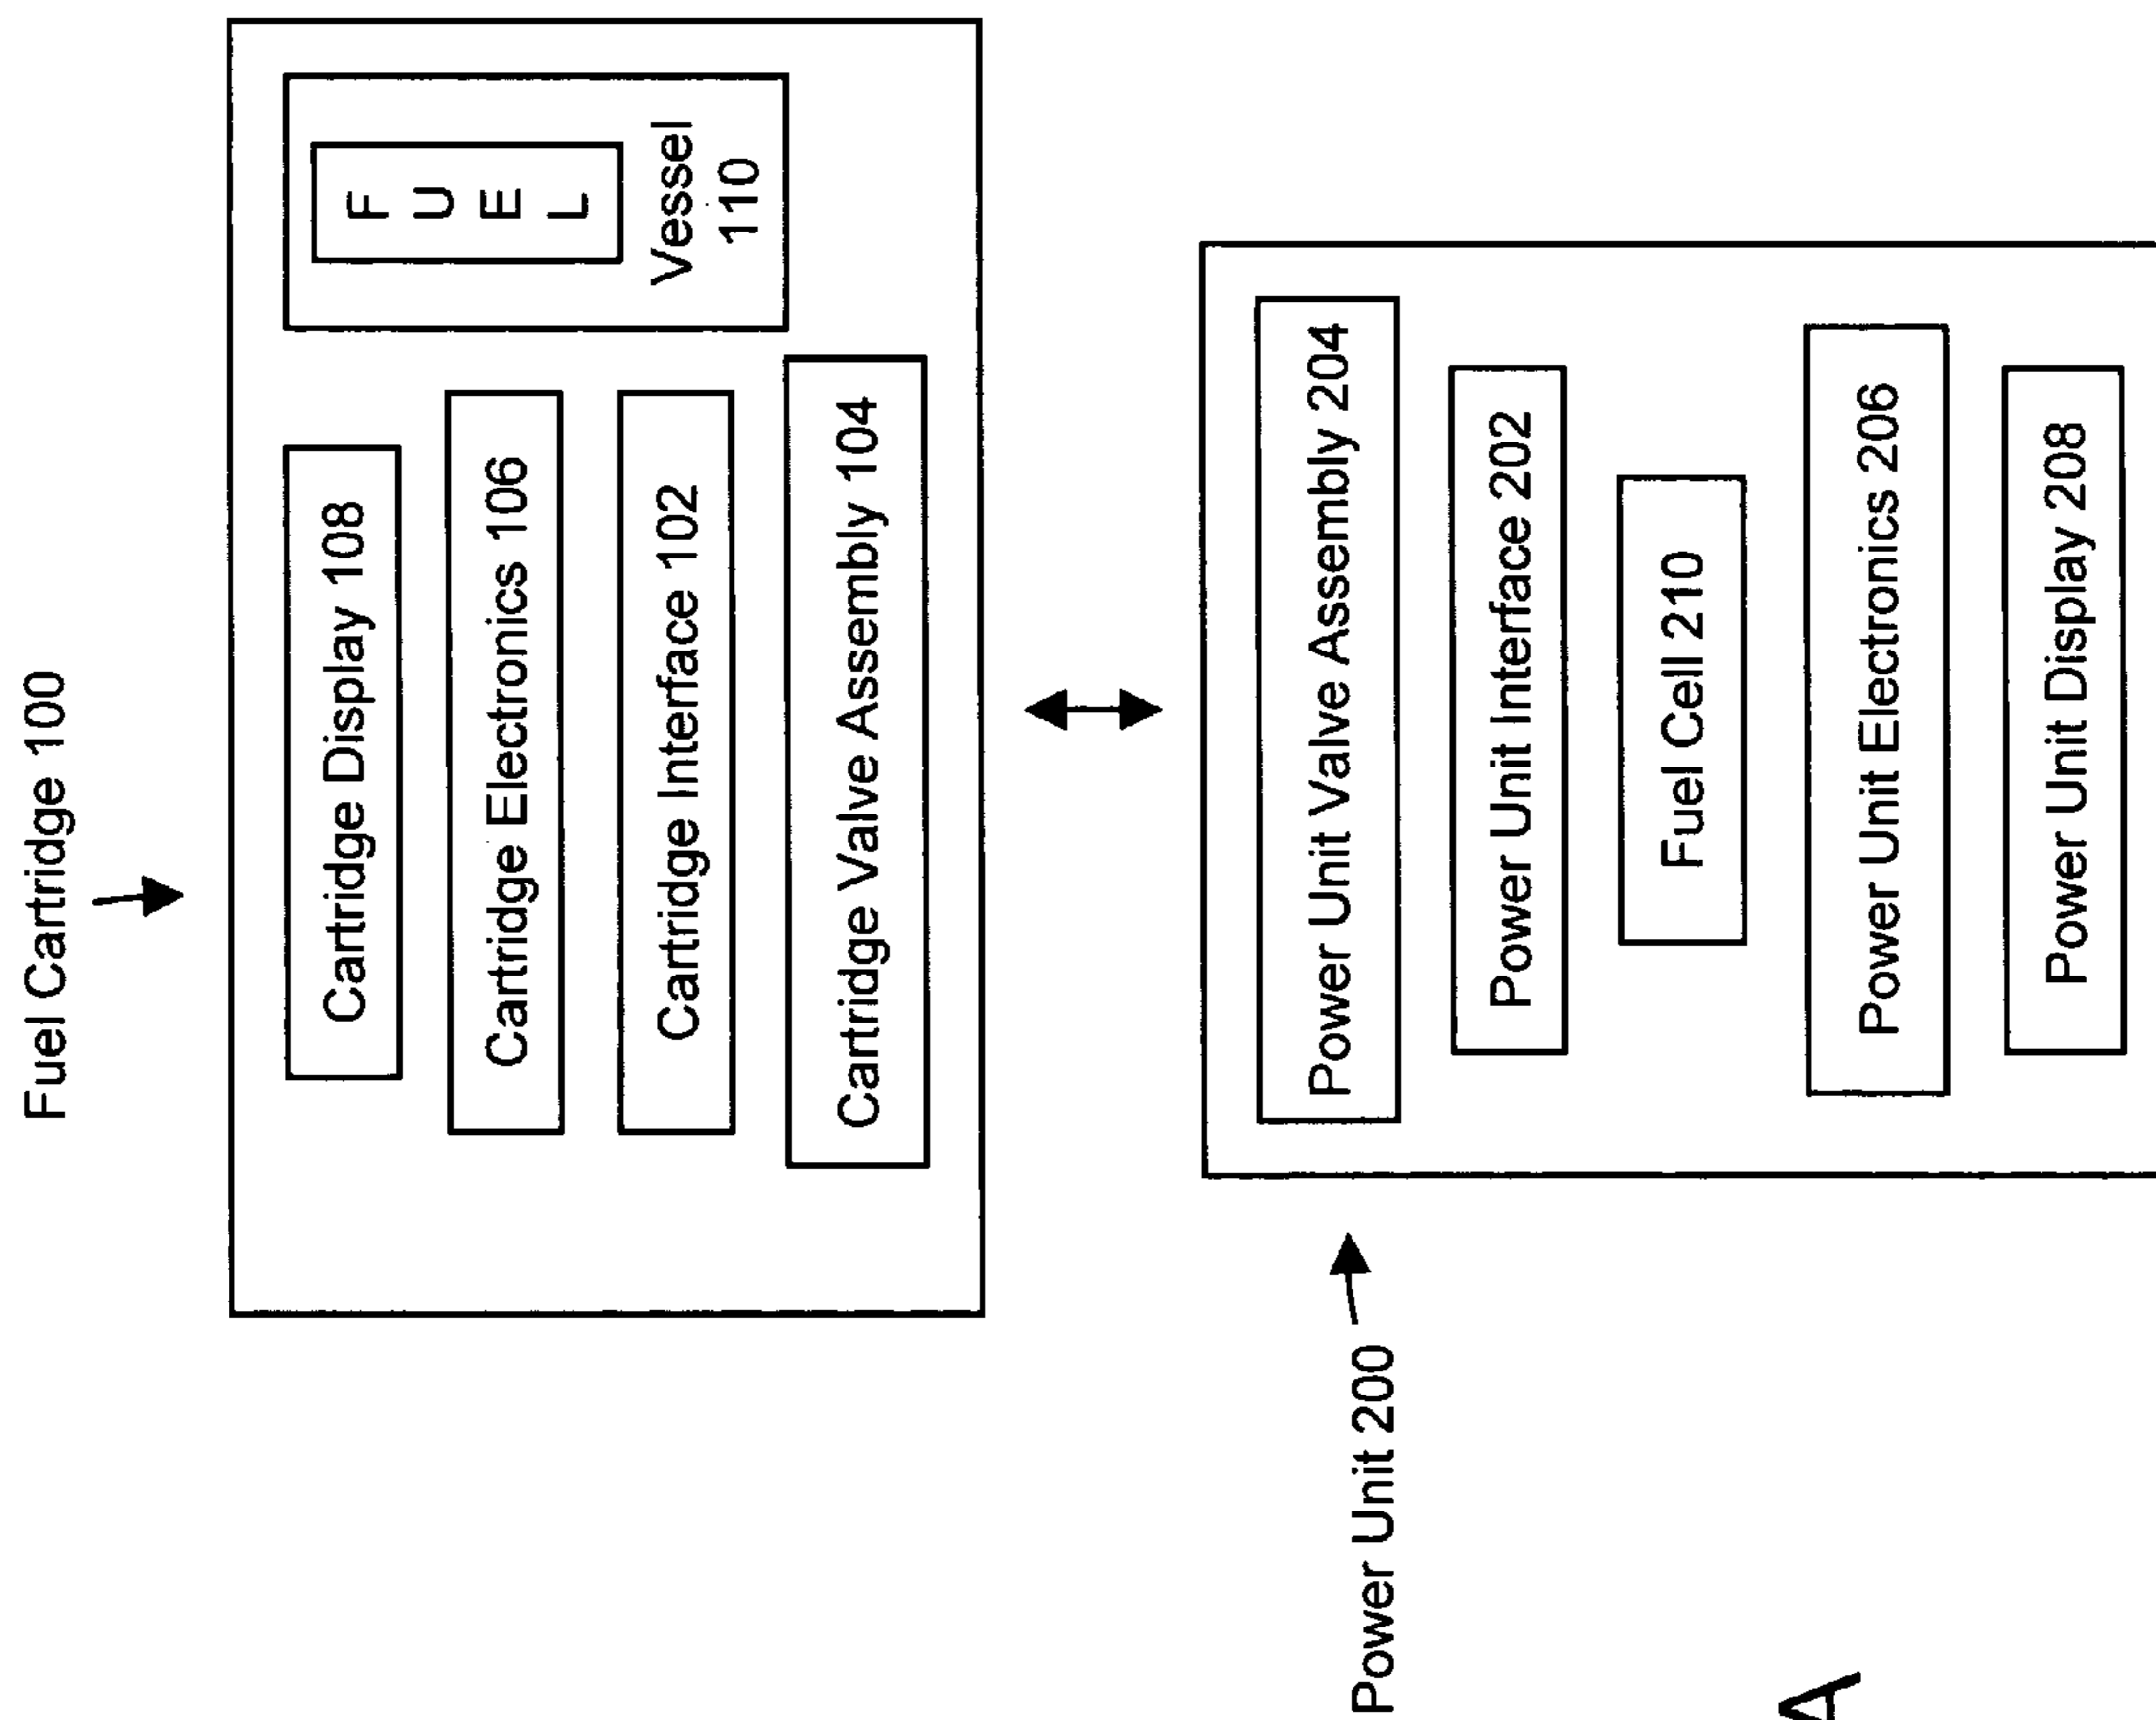 Fuel Cartridge 100
Cartridge Display 108
Cartridge Electronics 106
Cartridge Interface 102
Cartridge Valve Assembly 104
F
U
E
L
Vessel
110
Power Unit 200
Power Unit Valve Assembly 204
Power Unit Interface 202
Fuel Cell 210
Power Unit Electronics 206
Power Unit Display 208